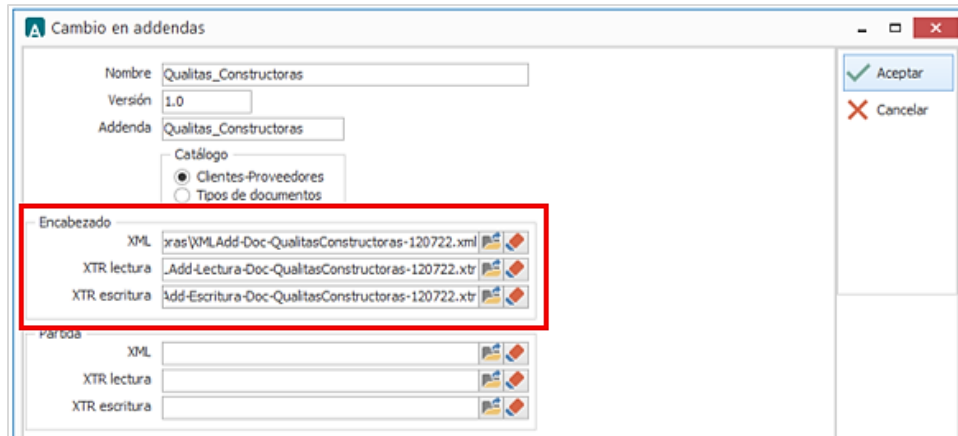 Cambio en addendas
Nombre Qualitas_Constructoras
Aceptar
Versión 1.0
Cancelar
Addenda Qualitas_Constructoras
Catálogo
Clientes-Proveedores
Tipos de documentos
Encabezado
XML ras\XMLAdd-Doc-QualitasConstructoras-120722.xml
XTR lectura _Add-Lectura-Doc-QualitasConstructoras-120722.xtr
XTR escritura Add-Escritura-Doc-QualitasConstructoras-120722.xtr
Partida
XML
XTR lectura
XTR escritura